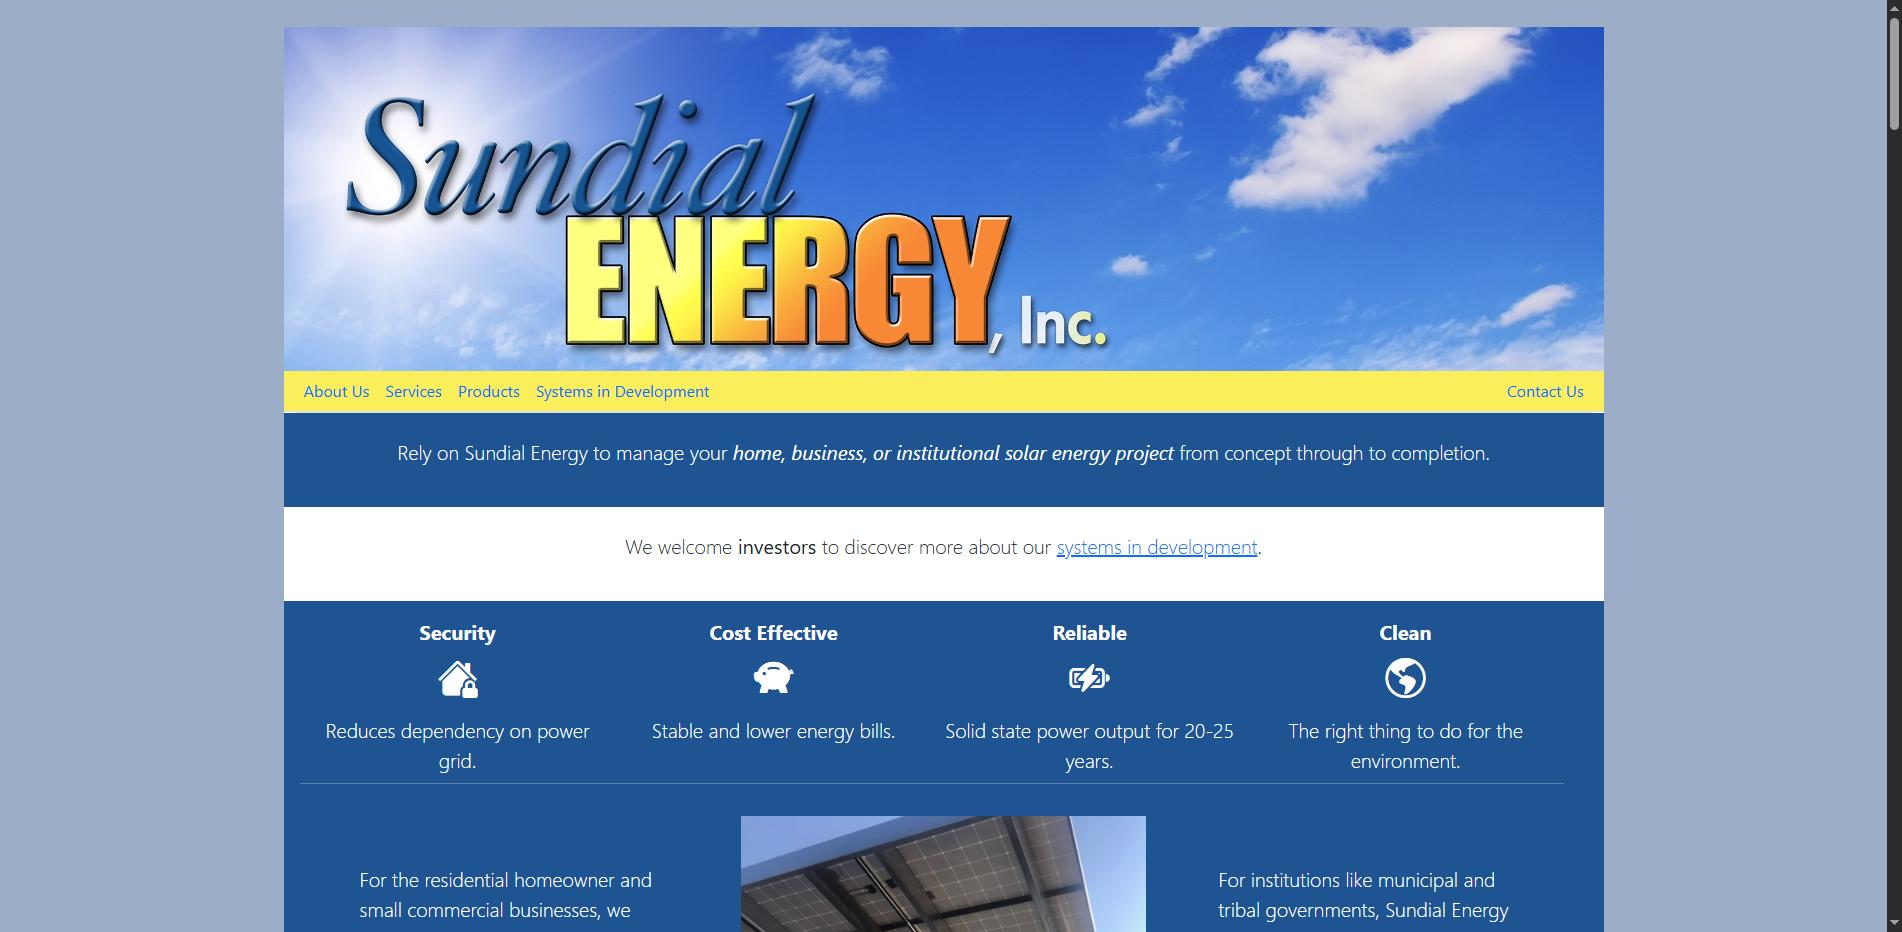 Sundial
ENERGY, Inc.
About Us Services Products Systems in Development Contact Us
Rely on Sundial Energy to manage your home, business, or institutional solar energy project from concept through to completion.
We welcome investors to discover more about our systems in development.
Security
Reduces dependency on power
grid.
Cost Effective
Stable and lower energy bills.
Reliable
Solid state power output for 20-25
years.
Clean
The right thing to do for the
environment.
For the residential homeowner and
small commercial businesses, we
For institutions like municipal and
tribal governments, Sundial Energy